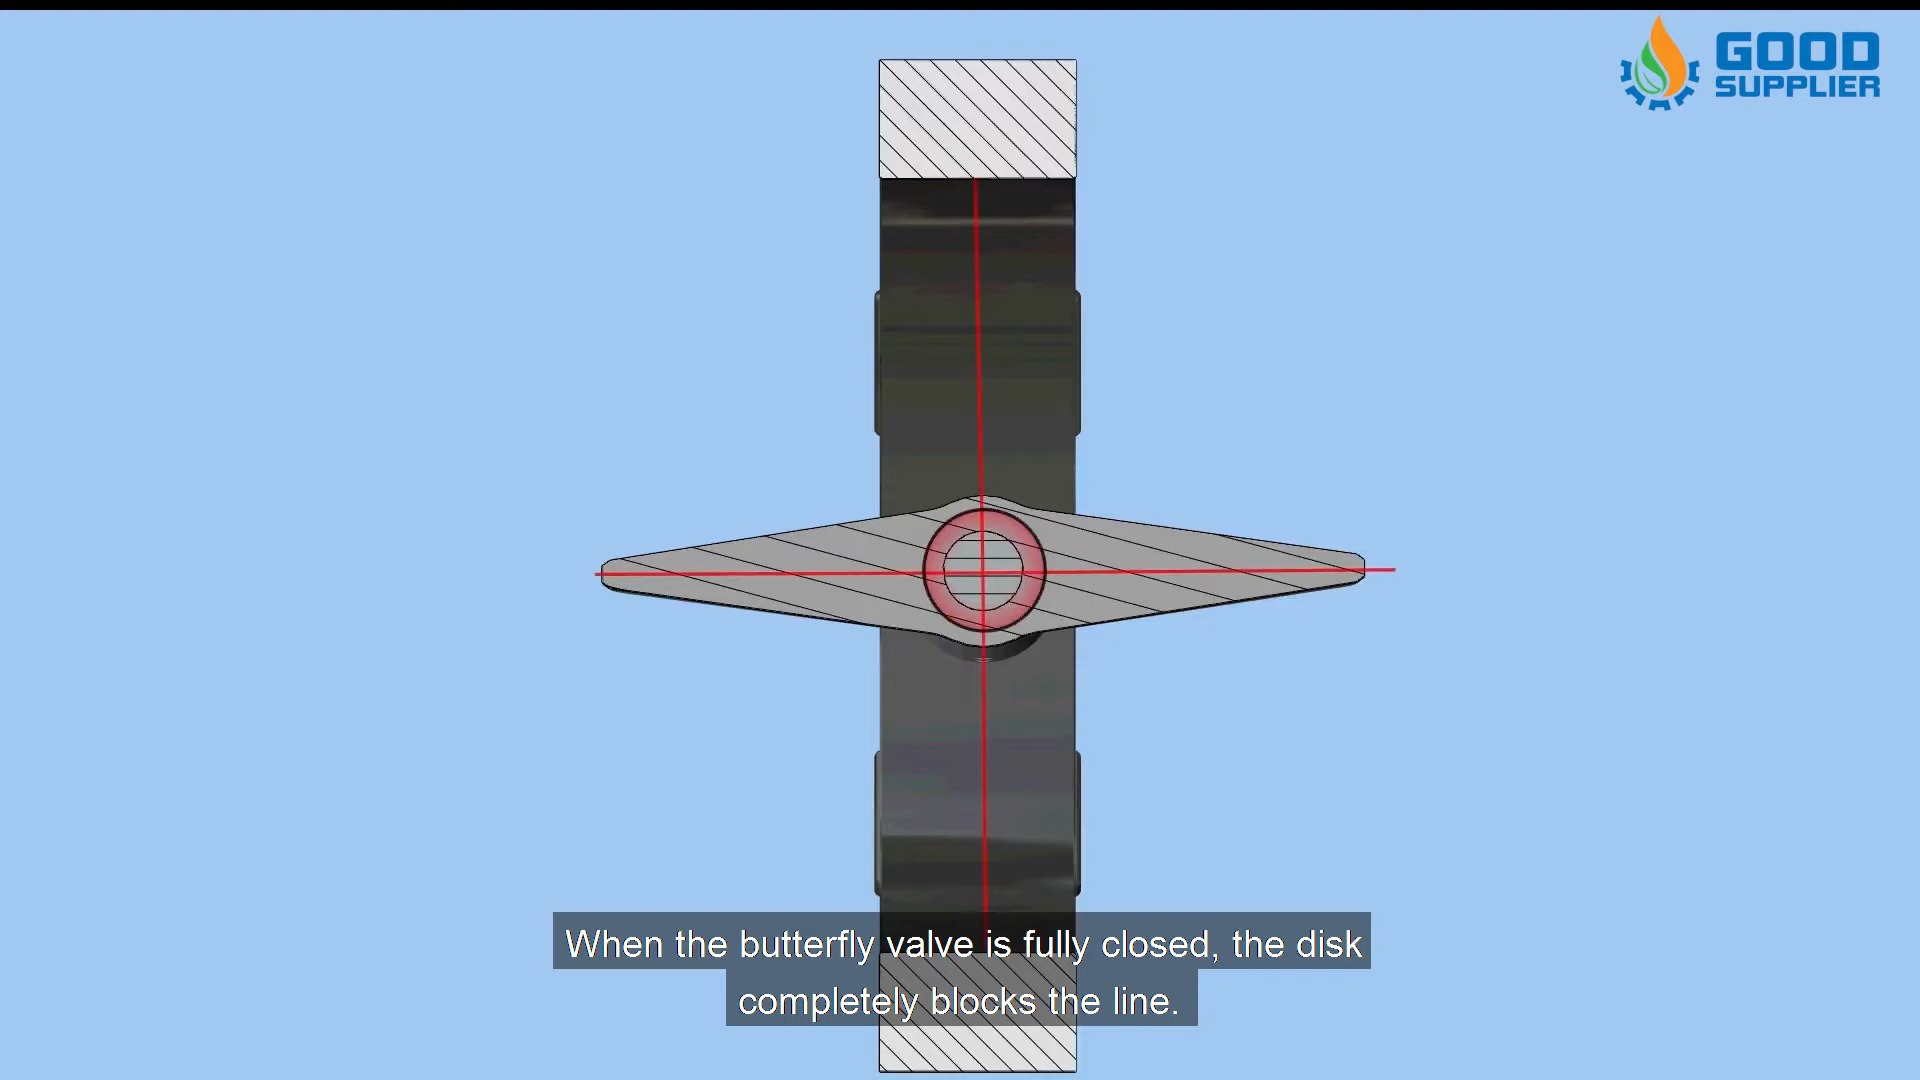 GOOD
SUPPLIER
When the butterfly valve is fully closed, the disk
completely blocks the line.